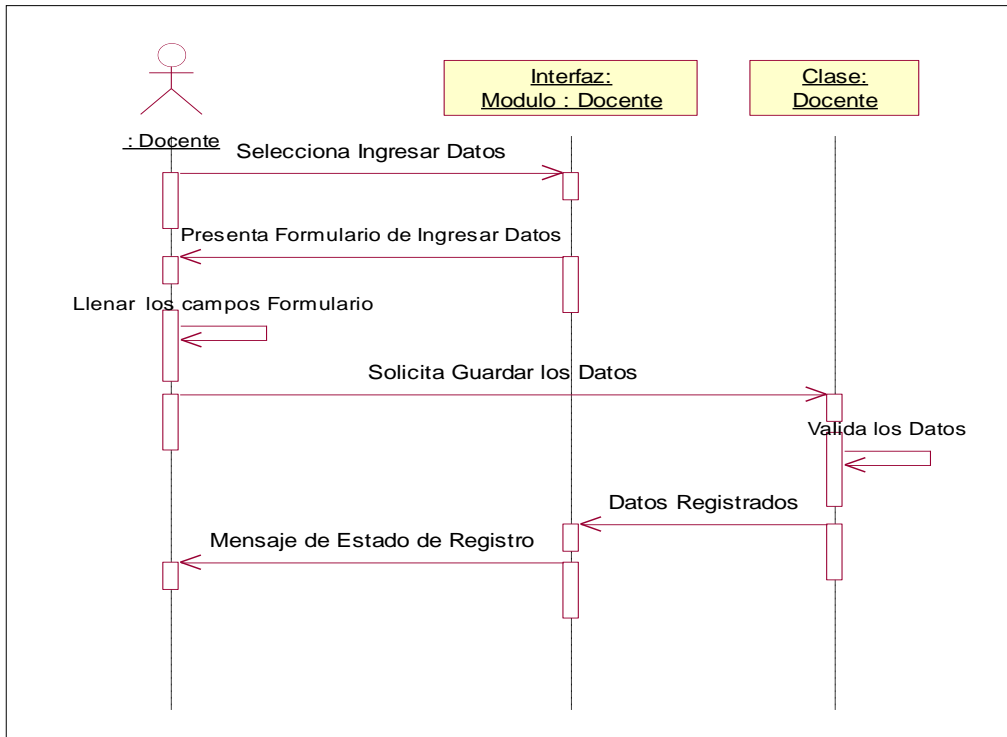 Interfaz:
Modulo : Docente
Clase:
Docente
: Docente
Selecciona Ingresar Datos
Presenta Formulario de Ingresar Datos
Llenar los campos Formulario
Solicita Guardar los Datos
Valida los Datos
Datos Registrados
Mensaje de Estado de Registro